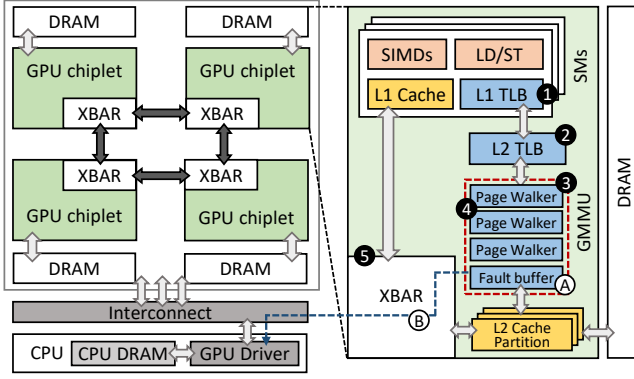 DRAM
DRAM
GPU chiplet
GPU chiplet
XBAR
XBAR
XBAR
XBAR
GPU chiplet
GPU chiplet
DRAM
DRAM
Interconnect
CPU
CPU DRAM
GPU Driver
SIMDs
LD/ST
SMs
L1 Cache
L1 TLB
1
L2 TLB
2
3
Page Walker
4
Page Walker
Page Walker
GMMU
5
Fault buffer
A
XBAR
B
L2 Cache
Partition
DRAM